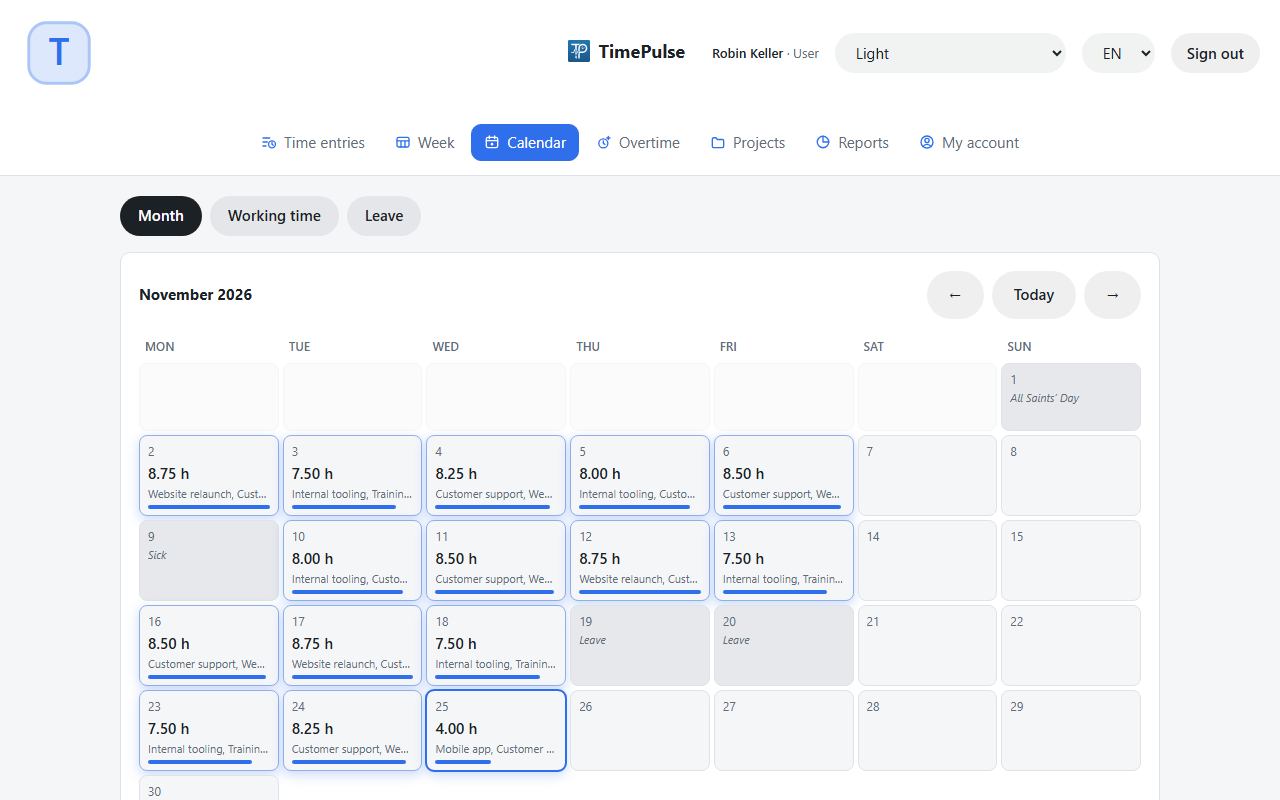 T
TP TimePulse
Robin Keller · User
Light
EN
Sign out
Time entries
Week
Calendar
Overtime
Projects
Reports
My account
Month
Working time
Leave
November 2026
←
Today
→
MON TUE WED THU FRI SAT SUN
1
All Saints' Day
2
8.75 h
Website relaunch, Cust...
3
7.50 h
Internal tooling, Trainin...
4
8.25 h
Customer support, We...
5
8.00 h
Internal tooling, Custo...
6
8.50 h
Customer support, We...
7
8
9
Sick
10
8.00 h
Internal tooling, Custo...
11
8.50 h
Customer support, We...
12
8.75 h
Website relaunch, Cust...
13
7.50 h
Internal tooling, Trainin...
14
15
16
8.50 h
Customer support, We...
17
8.75 h
Website relaunch, Cust...
18
7.50 h
Internal tooling, Trainin...
19
Leave
20
Leave
21
22
23
7.50 h
Internal tooling, Trainin...
24
8.25 h
Customer support, We...
25
4.00 h
Mobile app, Customer ...
26
27
28
29
30